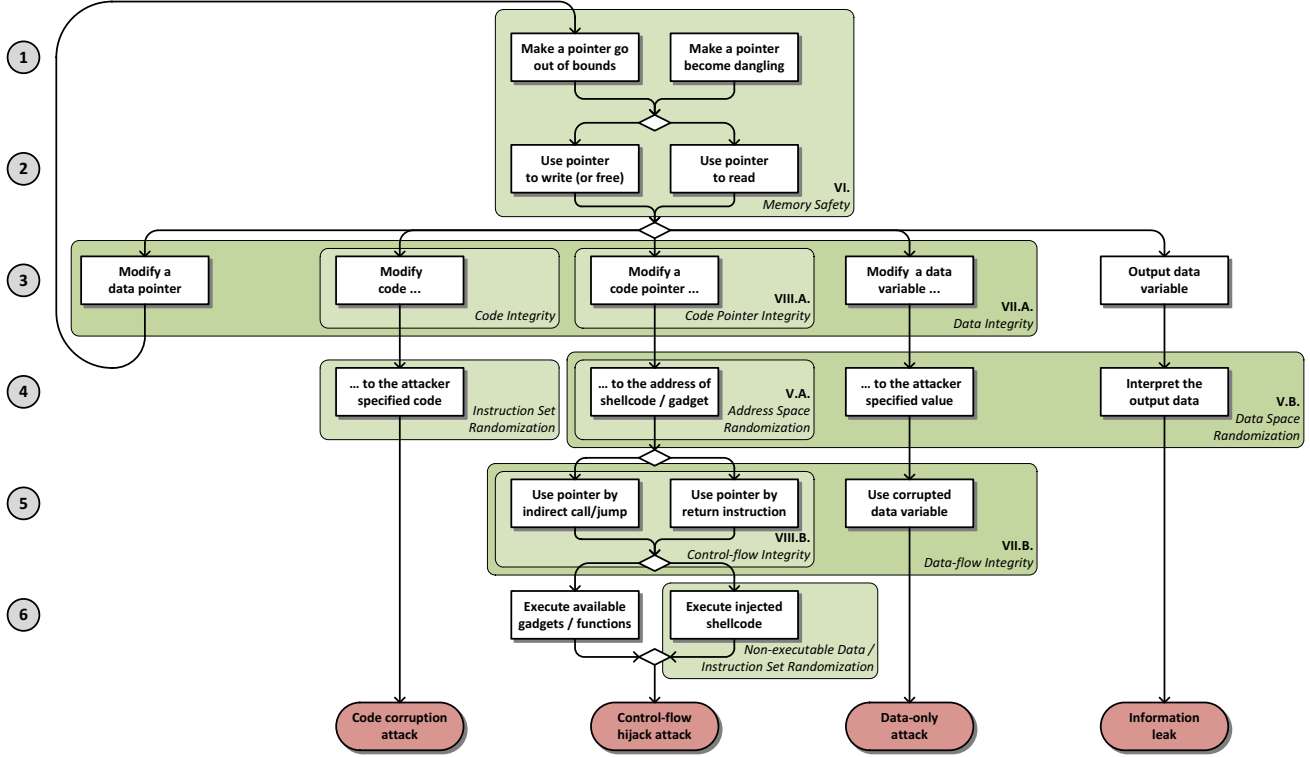 1
Make a pointer go
out of bounds
Make a pointer
become dangling
2
Use pointer
to write (or free)
Use pointer
to read
VI.
Memory Safety
3
Modify a
data pointer
Modify
code ...
Code Integrity
Modify a
code pointer ...
VIII.A.
Code Pointer Integrity
Modify a data
variable ...
VII.A.
Data Integrity
Output data
variable
4
... to the attacker
specified code
Instruction Set
Randomization
... to the address of
shellcode / gadget
V.A.
Address Space
Randomization
... to the attacker
specified value
Interpret the
output data
V.B.
Data Space
Randomization
5
Use pointer by
indirect call/jump
Use pointer by
return instruction
VIII.B.
Control-flow Integrity
Use corrupted
data variable
VII.B.
Data-flow Integrity
6
Execute available
gadgets / functions
Execute injected
shellcode
Non-executable Data /
Instruction Set Randomization
Code corruption
attack
Control-flow
hijack attack
Data-only
attack
Information
leak